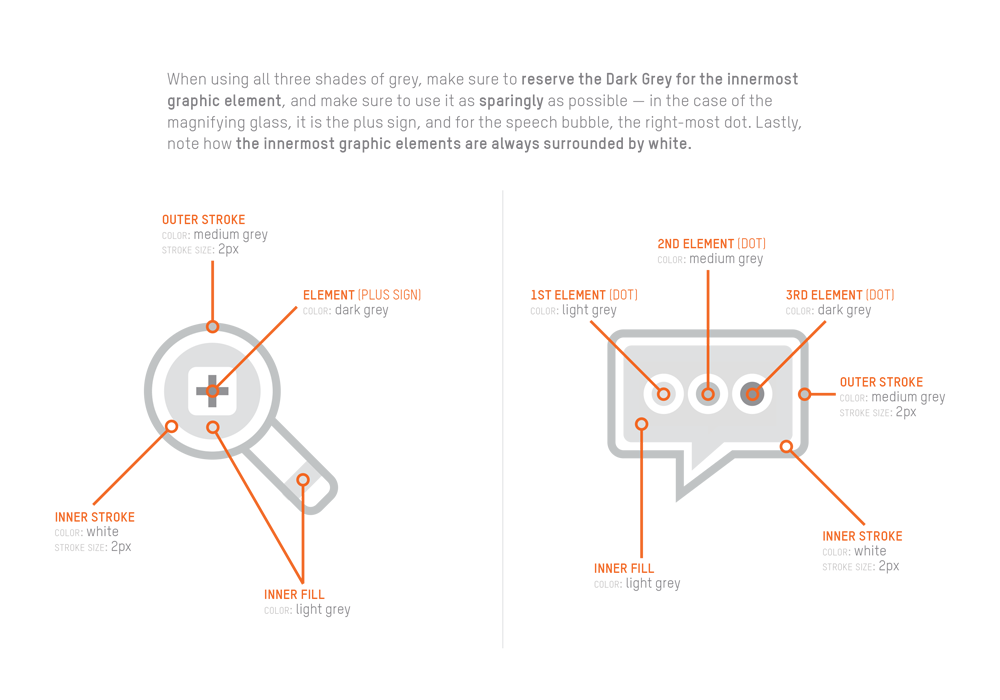 When using all three shades of grey, make sure to reserve the Dark Grey for the innermost
graphic element, and make sure to use it as sparingly as possible — in the case of the
magnifying glass, it is the plus sign, and for the speech bubble, the right-most dot. Lastly,
note how the innermost graphic elements are always surrounded by white.
OUTER STROKE
COLOR: medium grey
STROKE SIZE: 2px
ELEMENT (PLUS SIGN)
COLOR: dark grey
INNER STROKE
COLOR: white
STROKE SIZE: 2px
INNER FILL
COLOR: light grey
2ND ELEMENT (DOT)
COLOR: medium grey
1ST ELEMENT (DOT)
COLOR: light grey
3RD ELEMENT (DOT)
COLOR: dark grey
OUTER STROKE
COLOR: medium grey
STROKE SIZE: 2px
INNER STROKE
COLOR: white
STROKE SIZE: 2px
INNER FILL
COLOR: light grey